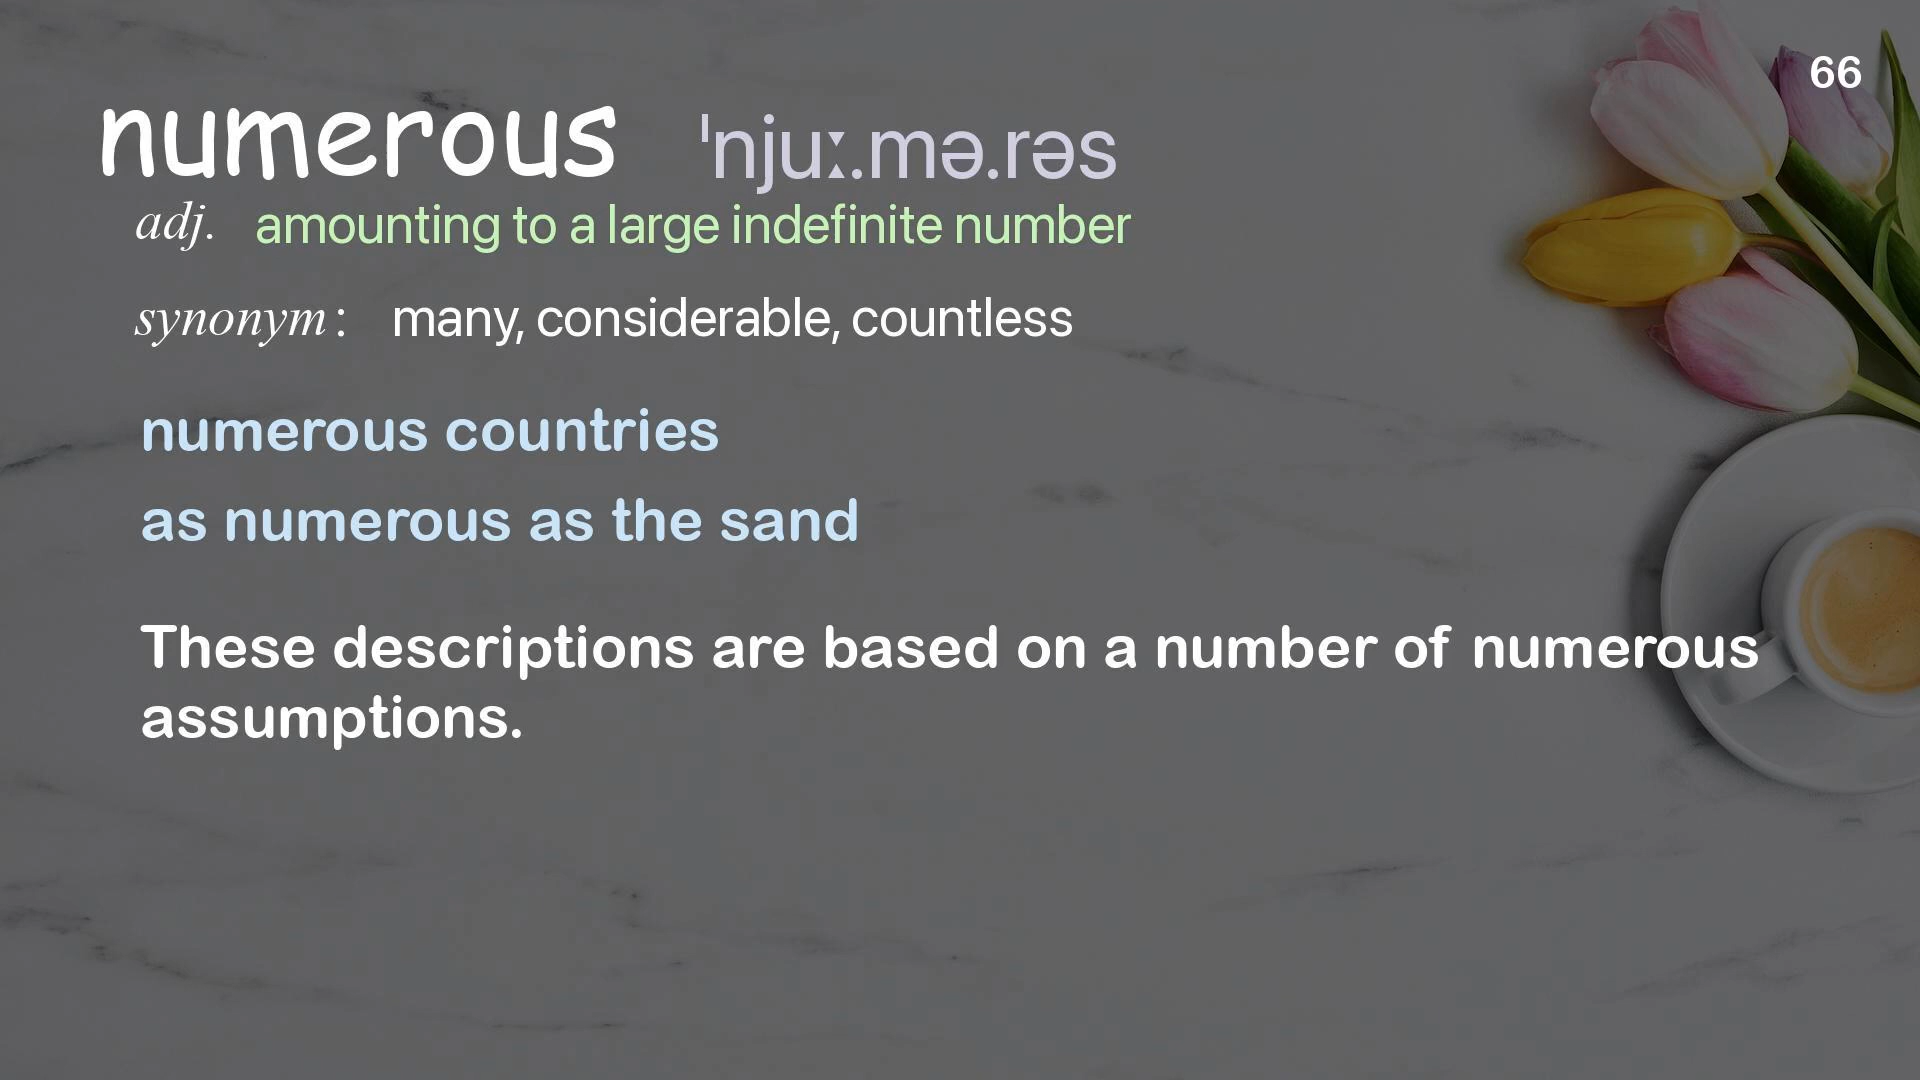 66
numerous ˈnjuː.mə.rəs
adj. amounting to a large indefinite number
synonym : many, considerable, countless
numerous countries
as numerous as the sand
These descriptions are based on a number of numerous
assumptions.